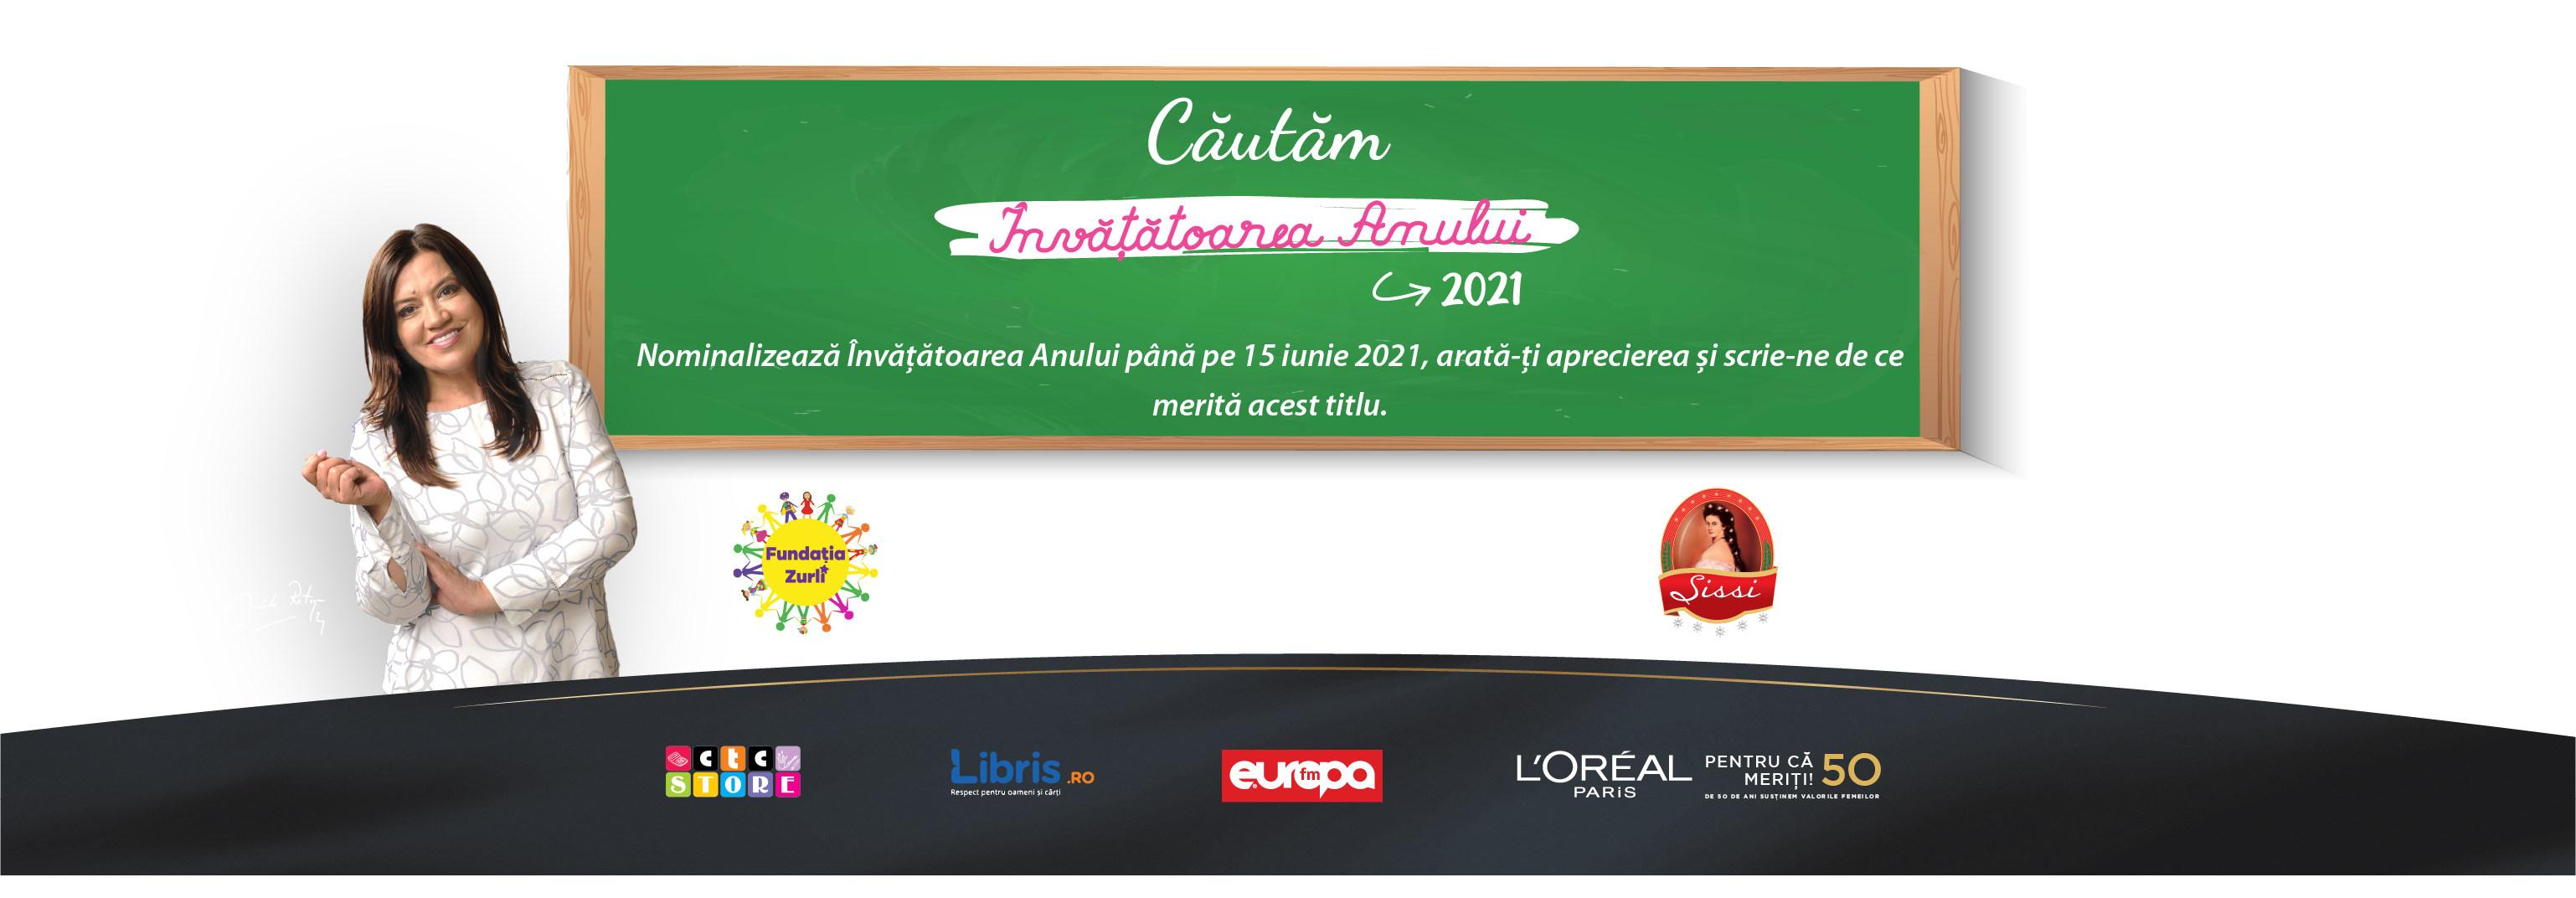 Căutăm
Învățătoarea Anului
2021
Nominalizează Învățătoarea Anului până pe 15 iunie 2021, arată-ți aprecierea și scrie-ne de ce
merită acest titlu.
Fundația
Zurli
Sissi
ctc
STORE
Libris.RO
Respect pentru oameni și cărți
europa fm
L'ORÉAL
PARiS
PENTRU CĂ
MERIȚI! 50
DE 50 DE ANI SUSȚINEM VALORILE FEMEILOR